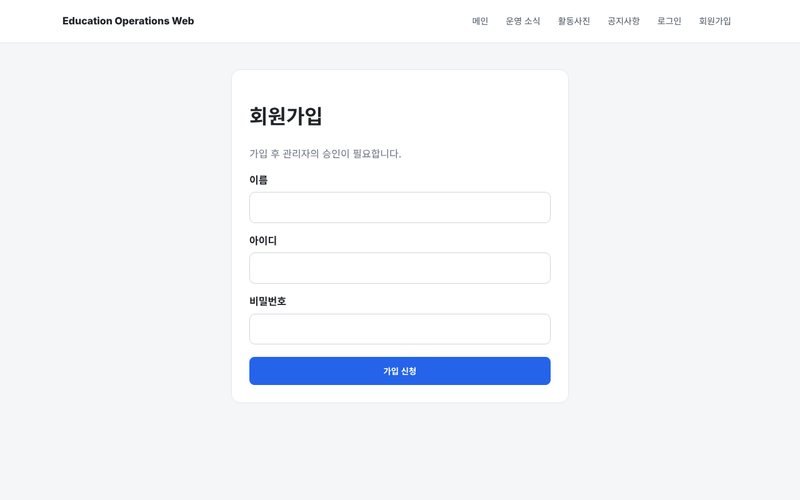 Education Operations Web 메인 운영 소식 활동사진 공지사항 로그인 회원가입
회원가입
가입 후 관리자의 승인이 필요합니다.
이름
아이디
비밀번호
가입 신청